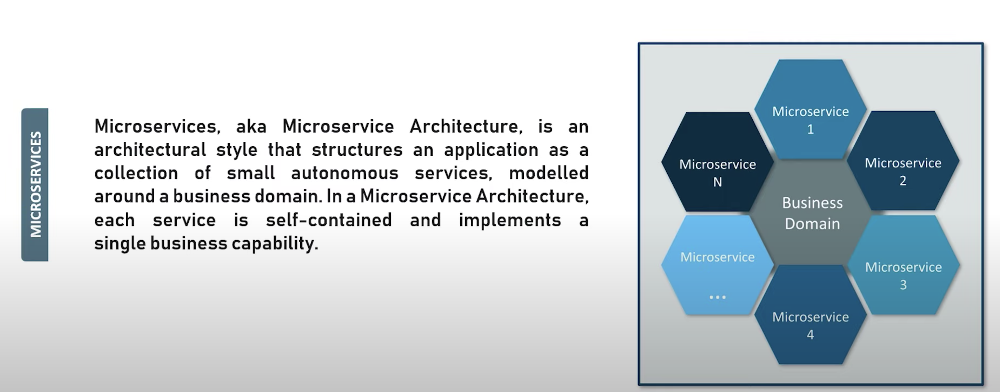 MICROSERVICES
Microservices, aka Microservice Architecture, is an
architectural style that structures an application as a
collection of small autonomous services, modelled
around a business domain. In a Microservice Architecture,
each service is self-contained and implements a
single business capability.
Microservice
1
Microservice
2
Microservice
3
Microservice
4
Microservice
...
Microservice
N
Business
Domain